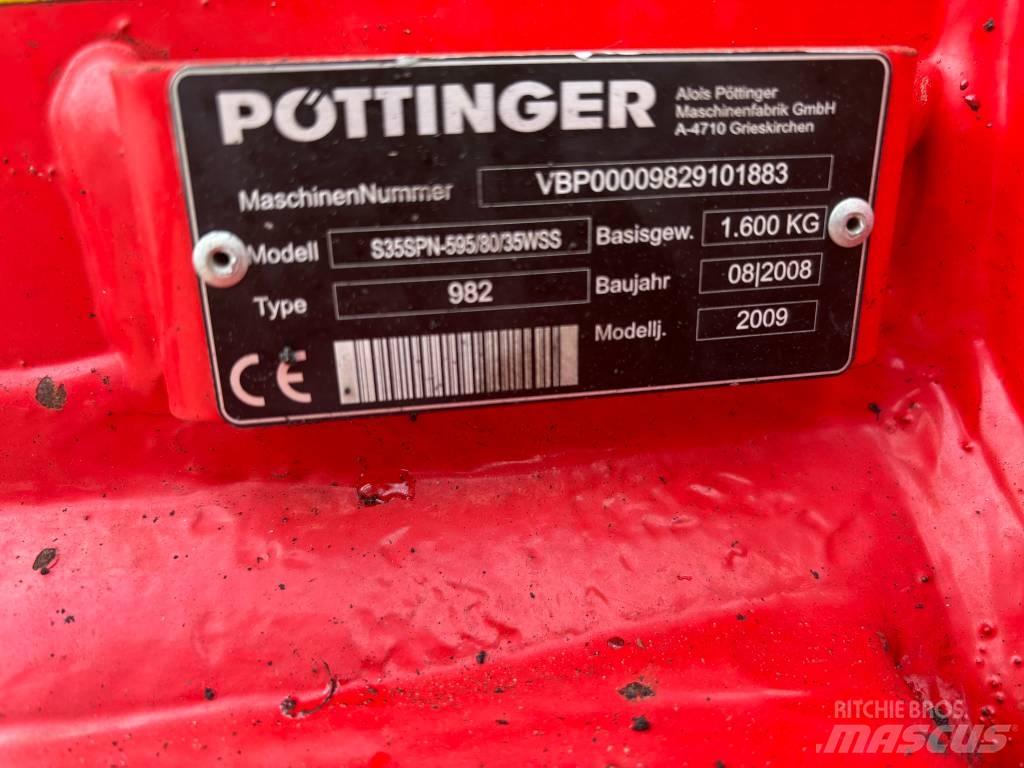 PÖTTINGER
Alois Pöttinger
Maschinenfabrik GmbH
A-4710 Grieskirchen
MaschinenNummer VBP00009829101883
Modell S35SPN-595/80/35WSS Basisgew. 1.600 KG
Type 982 Baujahr 08|2008
Modellj. 2009
CE
RITCHIE BROS.
MASCUS